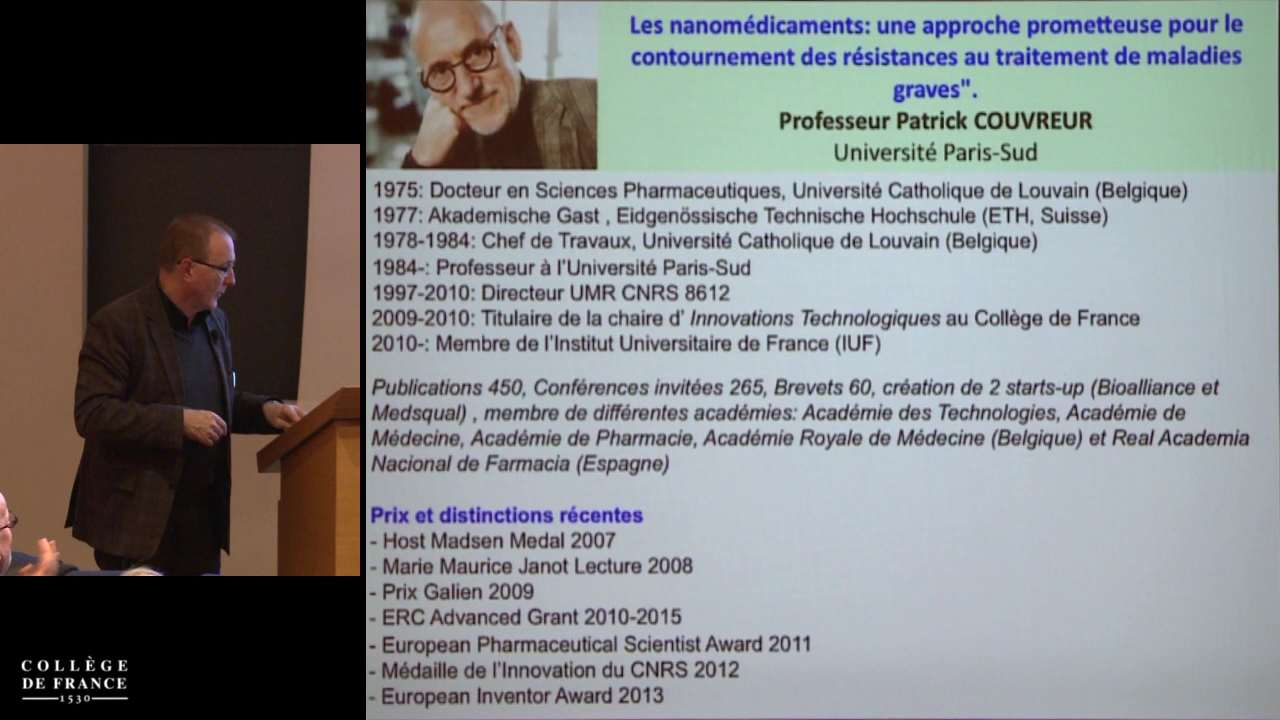 Les nanomédicaments: une approche prometteuse pour le
contournement des résistances au traitement de maladies
graves".
Professeur Patrick COUVREUR
Université Paris-Sud
1975: Docteur en Sciences Pharmaceutiques, Université Catholique de Louvain (Belgique)
1977: Akademische Gast , Eidgenössische Technische Hochschule (ETH, Suisse)
1978-1984: Chef de Travaux, Université Catholique de Louvain (Belgique)
1984-: Professeur à l'Université Paris-Sud
1997-2010: Directeur UMR CNRS 8612
2009-2010: Titulaire de la chaire d' Innovations Technologiques au Collège de France
2010-: Membre de l'Institut Universitaire de France (IUF)
Publications 450, Conférences invitées 265, Brevets 60, création de 2 starts-up (Bioalliance et
Medsqual) , membre de différentes académies: Académie des Technologies, Académie de
Médecine, Académie de Pharmacie, Académie Royale de Médecine (Belgique) et Real Academia
Nacional de Farmacia (Espagne)
Prix et distinctions récentes
- Host Madsen Medal 2007
- Marie Maurice Janot Lecture 2008
- Prix Galien 2009
- ERC Advanced Grant 2010-2015
- European Pharmaceutical Scientist Award 2011
- Médaille de l'Innovation du CNRS 2012
- European Inventor Award 2013
COLLÈGE
DE FRANCE
1530